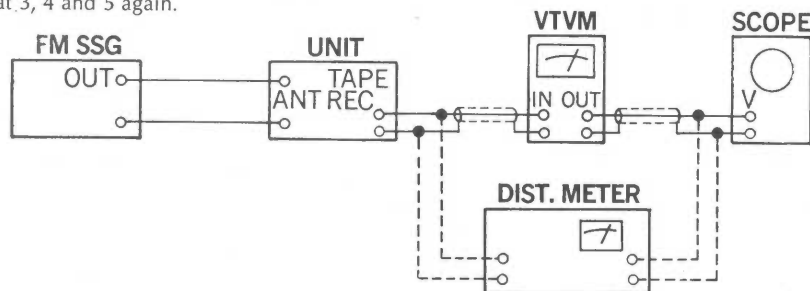 at 3, 4 and 5 again.
FM SSG
OUT
UNIT
TAPE
ANT REC
VTVM
IN OUT
SCOPE
V
DIST. METER